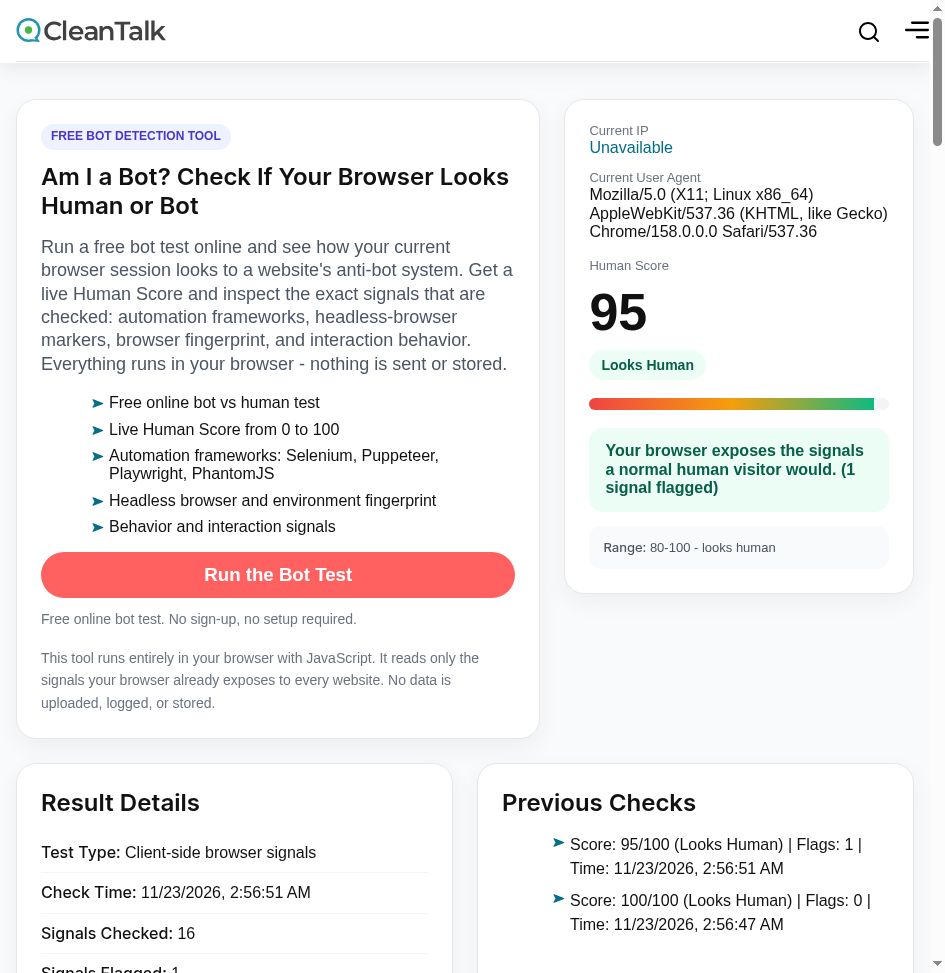 CleanTalk
FREE BOT DETECTION TOOL
Am I a Bot? Check If Your Browser Looks
Human or Bot
Run a free bot test online and see how your current
browser session looks to a website's anti-bot system. Get a
live Human Score and inspect the exact signals that are
checked: automation frameworks, headless-browser
markers, browser fingerprint, and interaction behavior.
Everything runs in your browser - nothing is sent or stored.
Free online bot vs human test
Live Human Score from 0 to 100
Automation frameworks: Selenium, Puppeteer,
Playwright, PhantomJS
Headless browser and environment fingerprint
Behavior and interaction signals
Run the Bot Test
Free online bot test. No sign-up, no setup required.
This tool runs entirely in your browser with JavaScript. It reads only the
signals your browser already exposes to every website. No data is
uploaded, logged, or stored.
Current IP
Unavailable
Current User Agent
Mozilla/5.0 (X11; Linux x86_64)
AppleWebKit/537.36 (KHTML, like Gecko)
Chrome/158.0.0.0 Safari/537.36
Human Score
95
Looks Human
Your browser exposes the signals
a normal human visitor would. (1
signal flagged)
Range: 80-100 - looks human
Result Details
Test Type: Client-side browser signals
Check Time: 11/23/2026, 2:56:51 AM
Signals Checked: 16
Signals Flagged: 1
Previous Checks
Score: 95/100 (Looks Human) | Flags: 1 |
Time: 11/23/2026, 2:56:51 AM
Score: 100/100 (Looks Human) | Flags: 0 |
Time: 11/23/2026, 2:56:47 AM